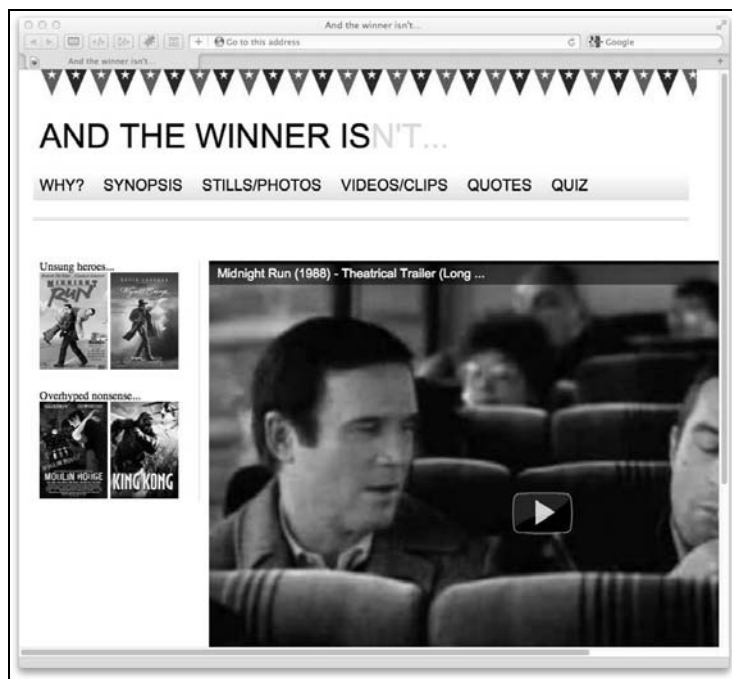 And the winner isn't...
Go to this address
Google
And the winner isn't...
AND THE WINNER ISN'T...
WHY? SYNOPSIS STILLS/PHOTOS VIDEOS/CLIPS QUOTES QUIZ
Unsung heroes...
MIDNIGHT
RUN
Midnight Run (1988) - Theatrical Trailer (Long ...
Overhyped nonsense...
MOULIN ROUGE
KING KONG